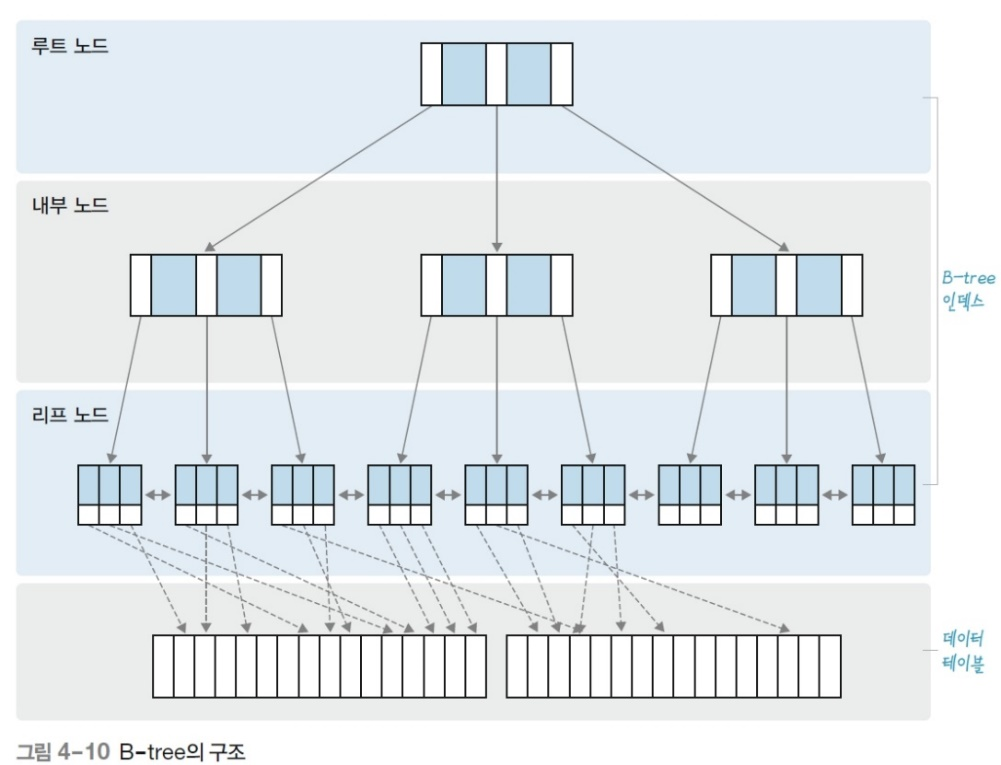 루트 노드
내부 노드
B-tree
인덱스
리프 노드
데이터
테이블
그림 4-10 B-tree의 구조